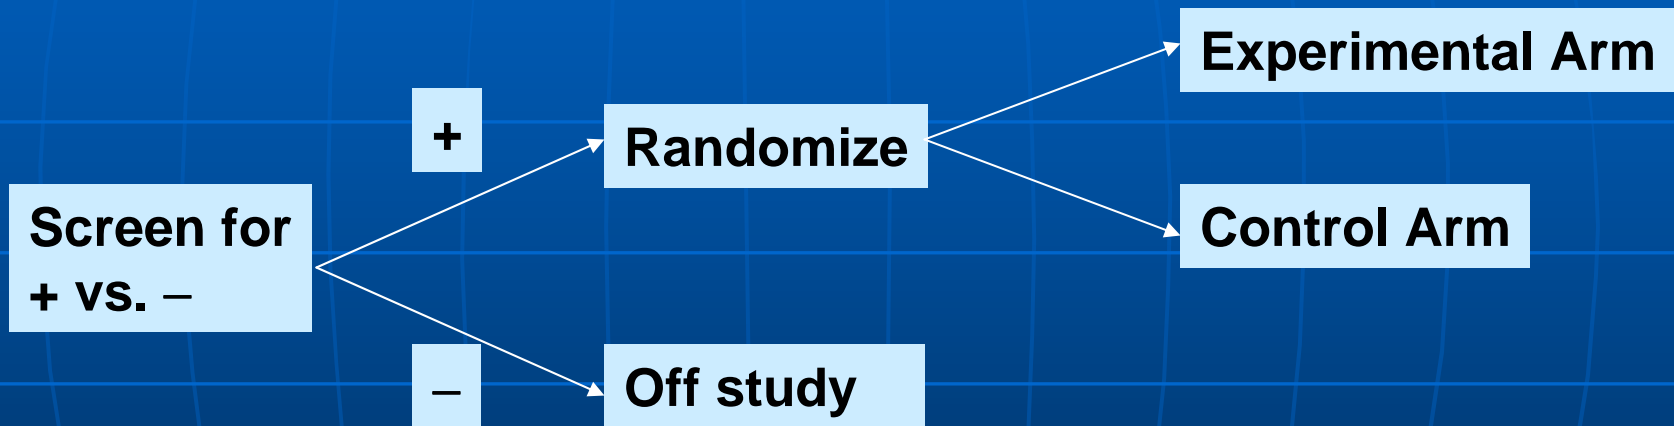 Experimental Arm
+
Randomize
Screen for
+ vs. –
Control Arm
–
Off study